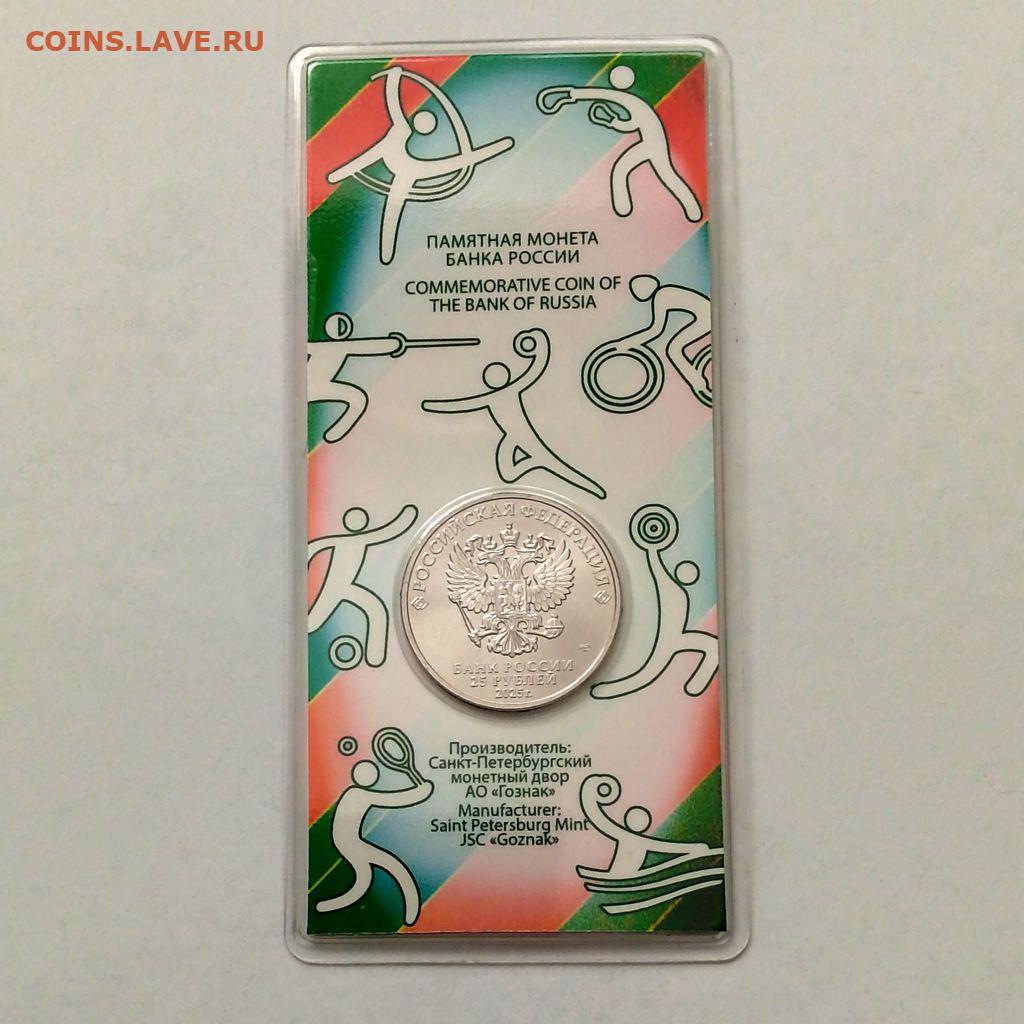 COINS.LAVE.RU
ПАМЯТНАЯ МОНЕТА
БАНКА РОССИИ
COMMEMORATIVE COIN OF
THE BANK OF RUSSIA
РОССИЙСКАЯ ФЕДЕРАЦИЯ
БАНК РОССИИ
25 РУБЛЕЙ
2025г.
Производитель:
Санкт-Петербургский
монетный двор
АО «Гознак»
Manufacturer:
Saint Petersburg Mint
JSC «Goznak»